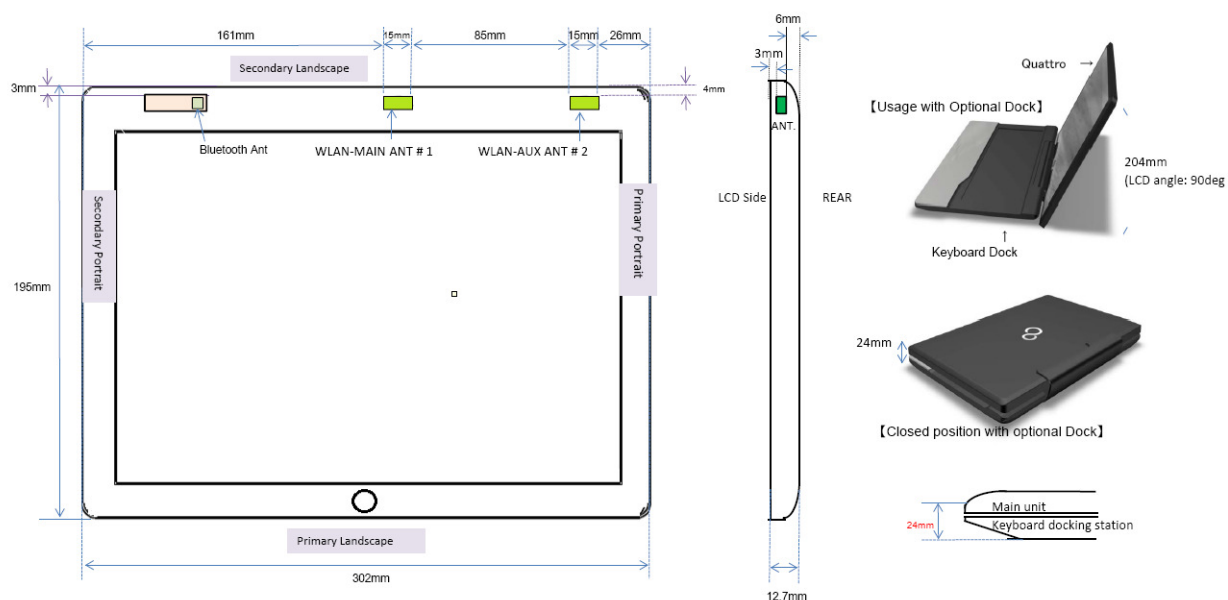 161mm
15mm
85mm
15mm
26mm
Secondary Landscape
3mm
4mm
Bluetooth Ant
WLAN-MAIN ANT # 1
WLAN-AUX ANT # 2
Secondary Portrait
Primary Portrait
195mm
Primary Landscape
302mm
6mm
3mm
ANT.
LCD Side
REAR
12.7mm
Quattro
【Usage with Optional Dock】
204mm
(LCD angle: 90deg
Keyboard Dock
24mm
【Closed position with optional Dock】
Main unit
24mm
Keyboard docking station